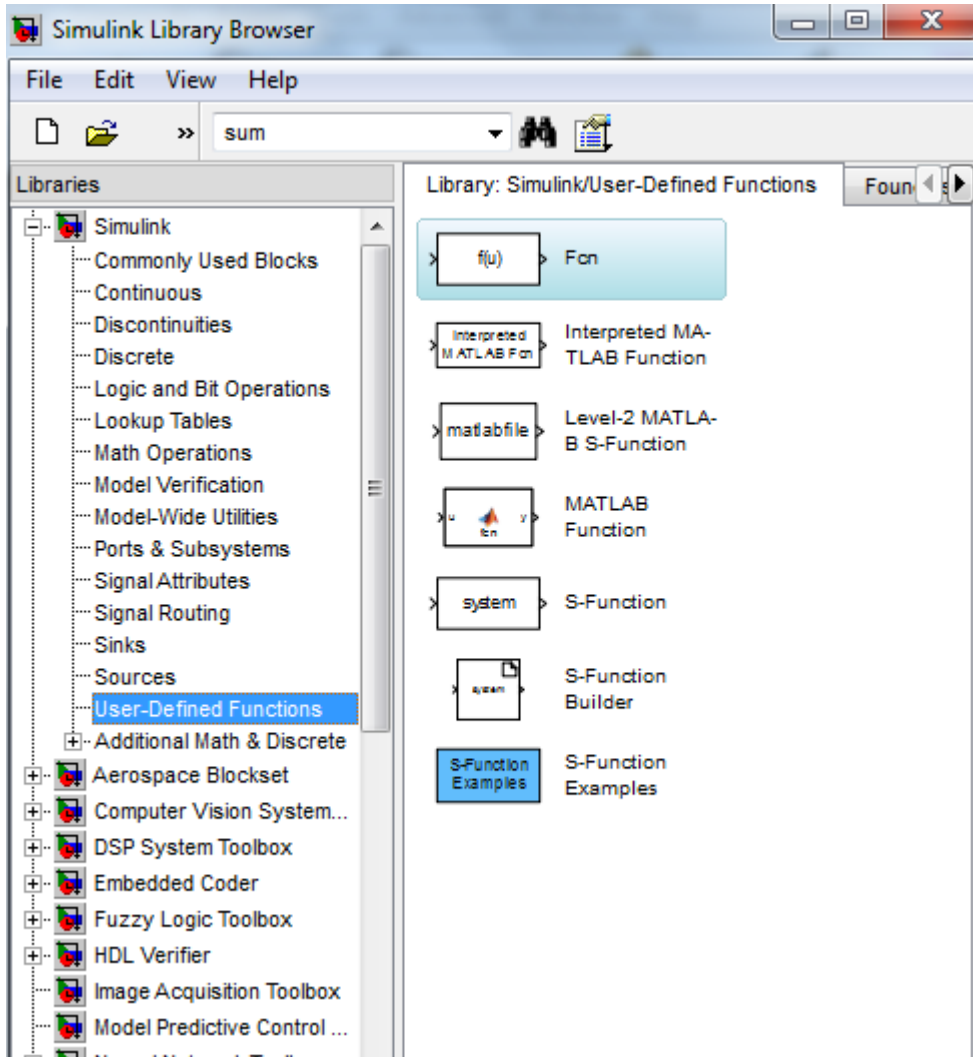 Simulink Library Browser
File Edit View Help
» sum
Libraries
Simulink
Commonly Used Blocks
Continuous
Discontinuities
Discrete
Logic and Bit Operations
Lookup Tables
Math Operations
Model Verification
Model-Wide Utilities
Ports & Subsystems
Signal Attributes
Signal Routing
Sinks
Sources
User-Defined Functions
Additional Math & Discrete
Aerospace Blockset
Computer Vision System...
DSP System Toolbox
Embedded Coder
Fuzzy Logic Toolbox
HDL Verifier
Image Acquisition Toolbox
Model Predictive Control ...
Library: Simulink/User-Defined Functions
f(u) Fcn
Interpreted
MATLAB Fcn
Interpreted MA-
TLAB Function
matlabfile
Level-2 MATLA-
B S-Function
u y
fcn
MATLAB
Function
system S-Function
system
S-Function
Builder
S-Function
Examples
S-Function
Examples